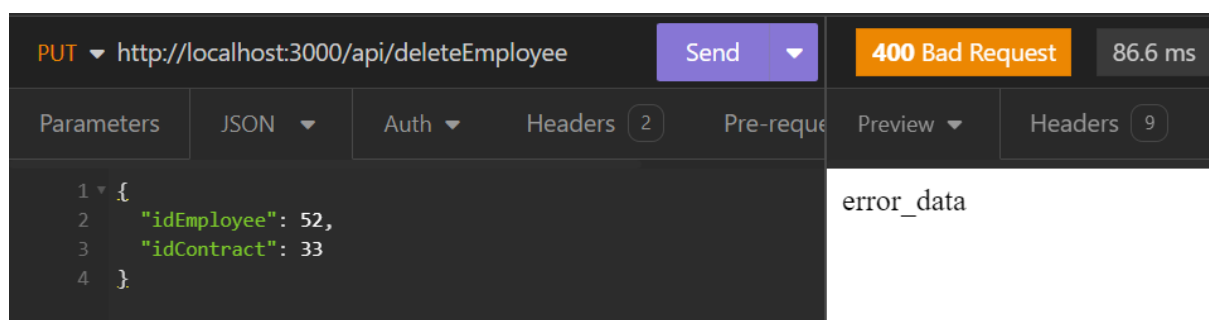 PUT http://localhost:3000/api/deleteEmployee Send 400 Bad Request 86.6 ms
Parameters JSON Auth Headers 2 Pre-reque Preview Headers 9
1 {
2 "idEmployee": 52,
3 "idContract": 33
4 }
error_data